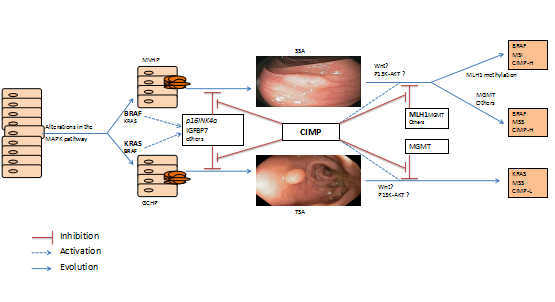 MVHP
SSA
Wnt?
P13K-AKT ?
BRAF
MSI
CIMP-H
MLH1 methylation
MGMT
Others
Alterations in the
MAPK pathway
BRAF
KRAS
KRAS
BRAF
p16INK4a
IGFBP7
others
CIMP
MLH1MGMT
Others
BRAF
MSS
CIMP-H
MGMT
GCHP
TSA
Wnt?
P13K-AKT ?
KRAS
MSS
CIMP-L
Inhibition
Activation
Evolution